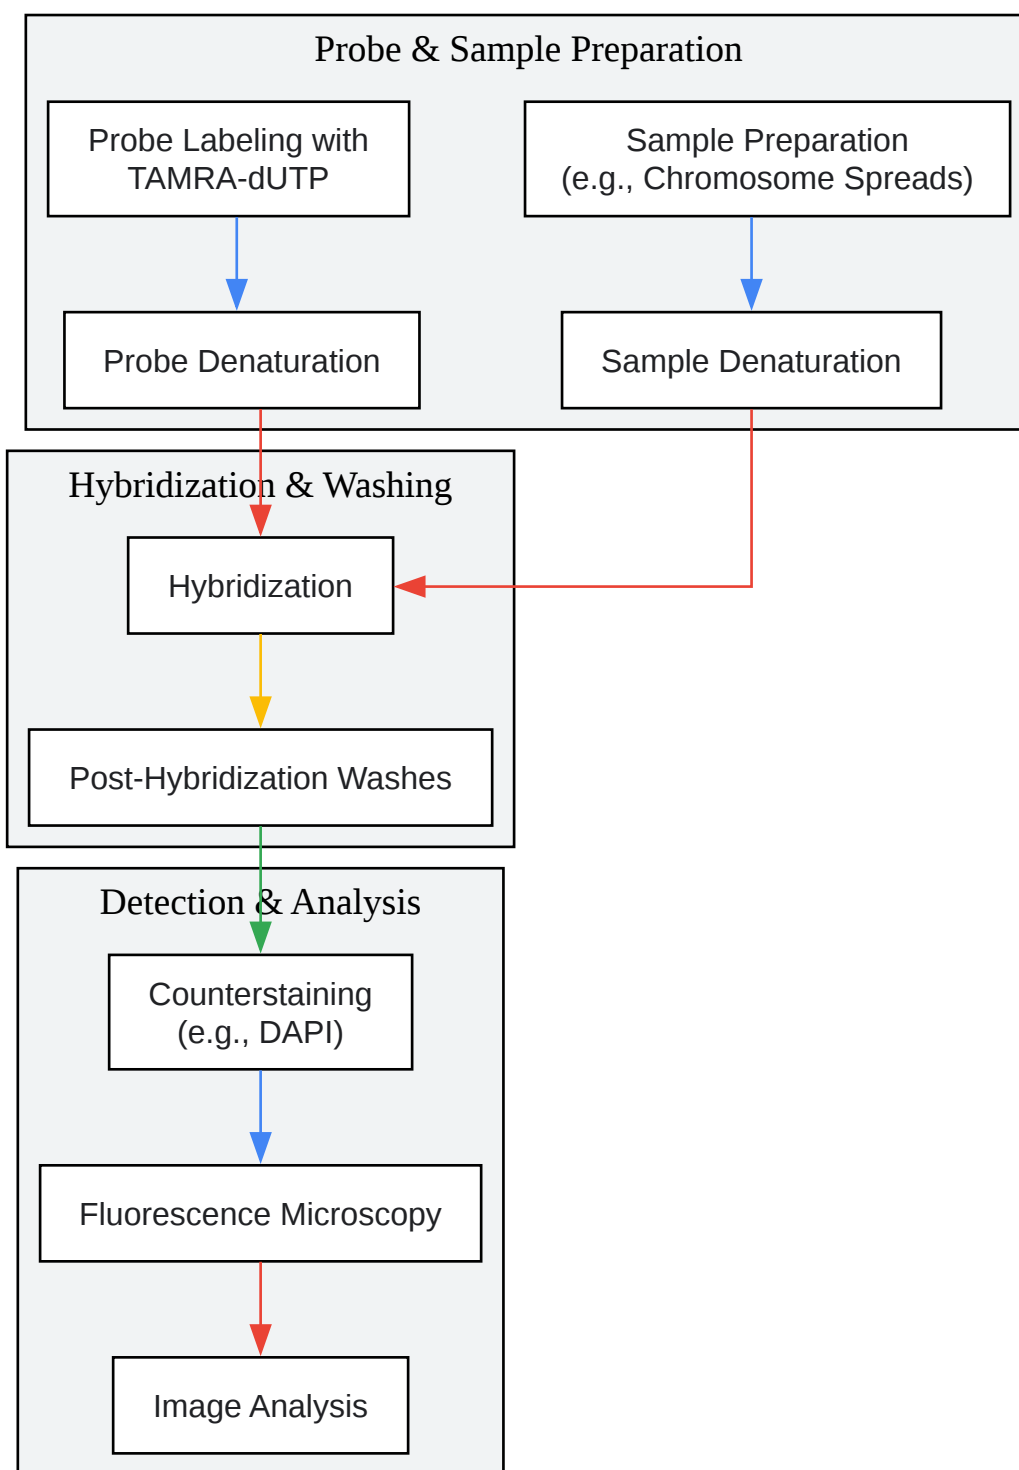 Probe & Sample Preparation
Probe Labeling with
TAMRA-dUTP
Sample Preparation
(e.g., Chromosome Spreads)
Probe Denaturation
Sample Denaturation
Hybridization & Washing
Hybridization
Post-Hybridization Washes
Detection & Analysis
Counterstaining
(e.g., DAPI)
Fluorescence Microscopy
Image Analysis